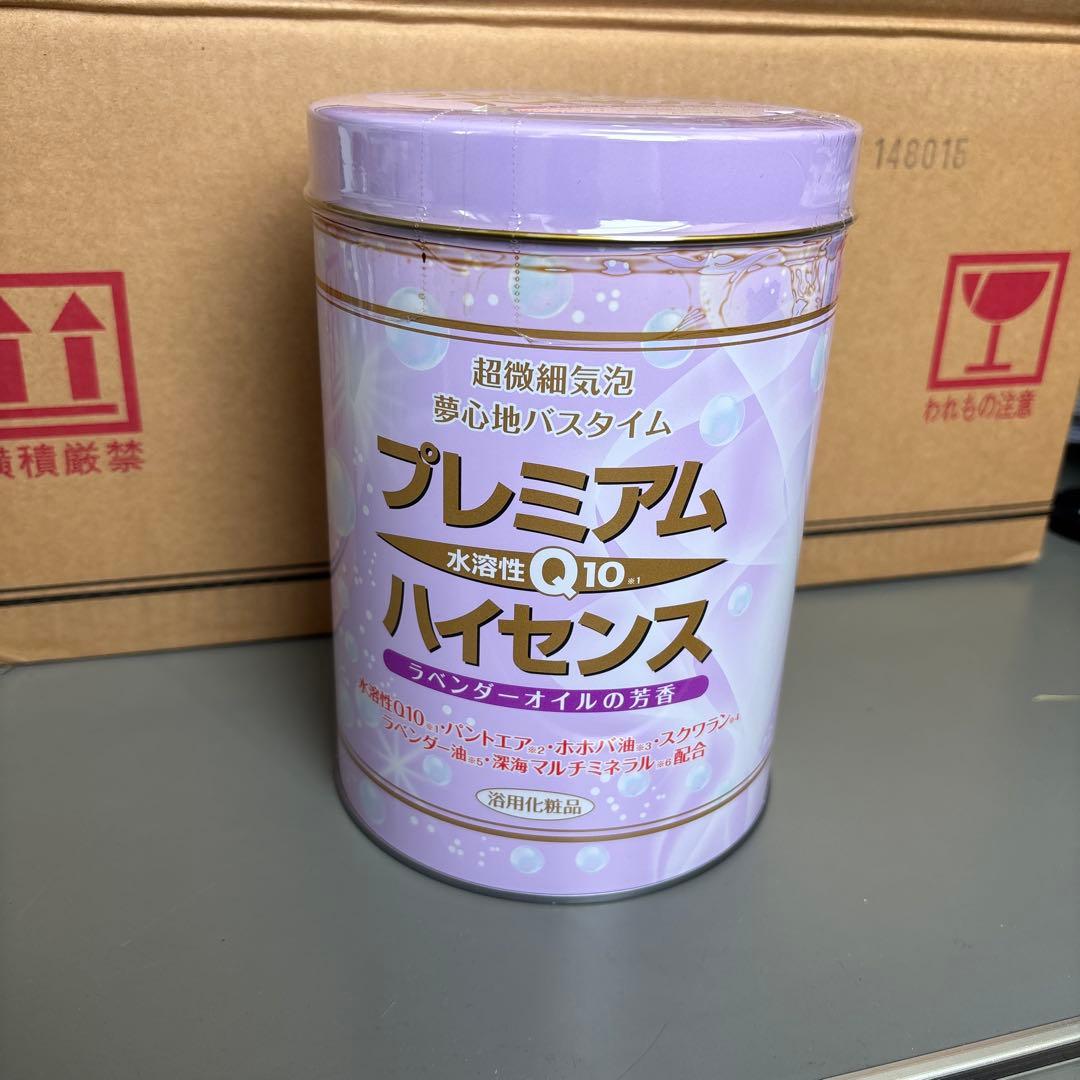 148015
超微細気泡
夢心地バスタイム
プレミアム
水溶性Q10※1
ハイセンス
ラベンダーオイルの芳香
水溶性Q10※1・パントエア※2・ホホバ油※3・スクワラン※4
ラベンダー油※5・深海マルチミネラル※6配合
浴用化粧品
横積厳禁
われもの注意